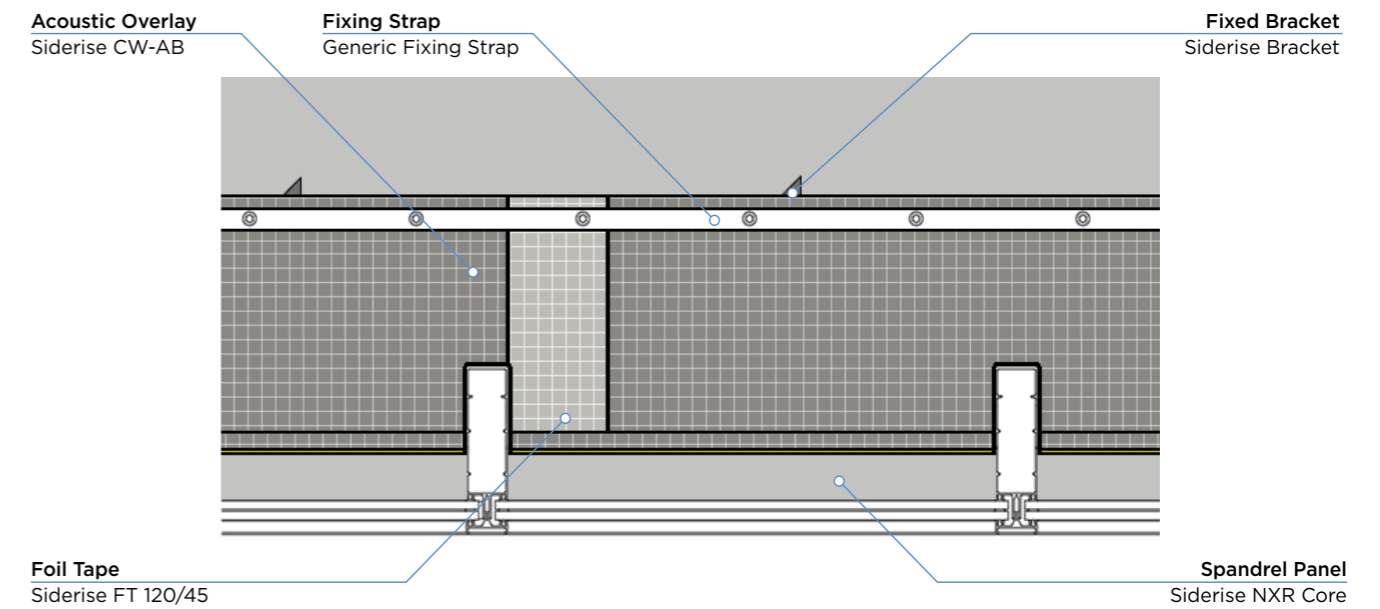 Acoustic Overlay
Siderise CW-AB
Fixing Strap
Generic Fixing Strap
Fixed Bracket
Siderise Bracket
Foil Tape
Siderise FT 120/45
Spandrel Panel
Siderise NXR Core